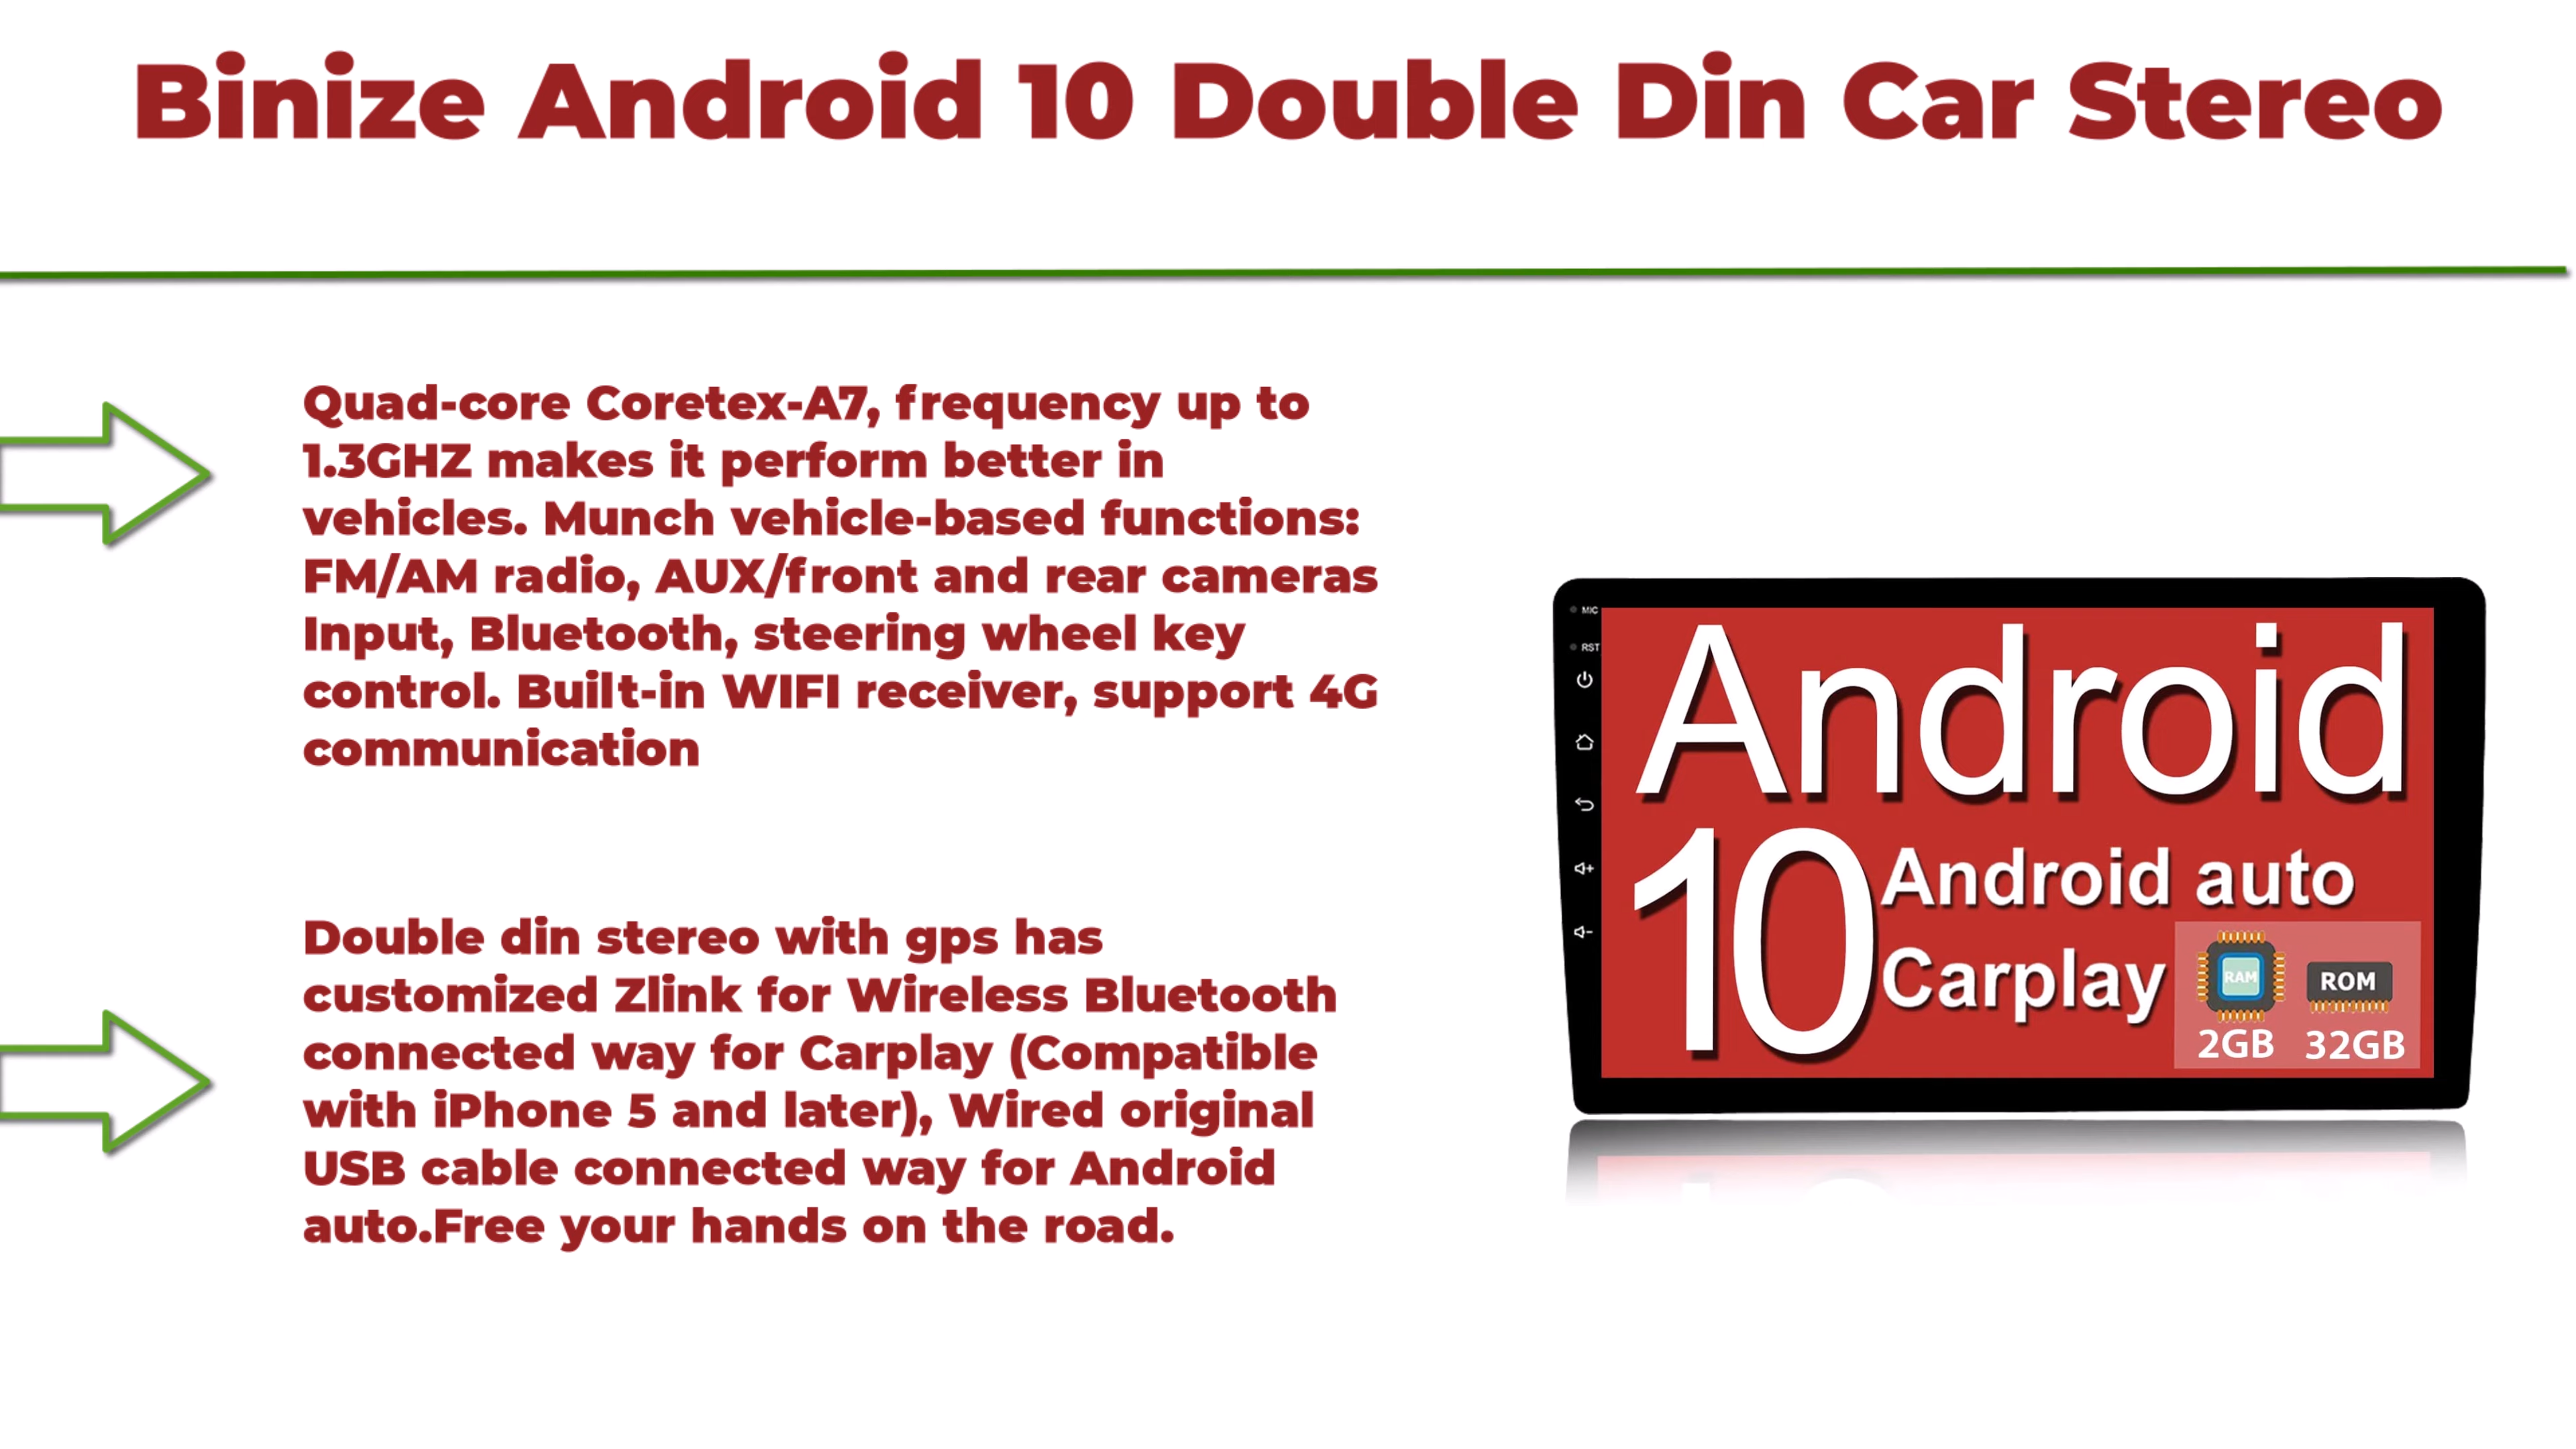 Binize Android 10 Double Din Car Stereo
Quad-core Coretex-A7, frequency up to
1.3GHZ makes it perform better in
vehicles. Munch vehicle-based functions:
FM/AM radio, AUX/front and rear cameras
Input, Bluetooth, steering wheel key
control. Built-in WIFI receiver, support 4G
communication
Double din stereo with gps has
customized Zlink for Wireless Bluetooth
connected way for Carplay (Compatible
with iPhone 5 and later), Wired original
USB cable connected way for Android
auto.Free your hands on the road.
MIC
RST
Android
10
Android auto
Carplay
RAM
ROM
2GB
32GB